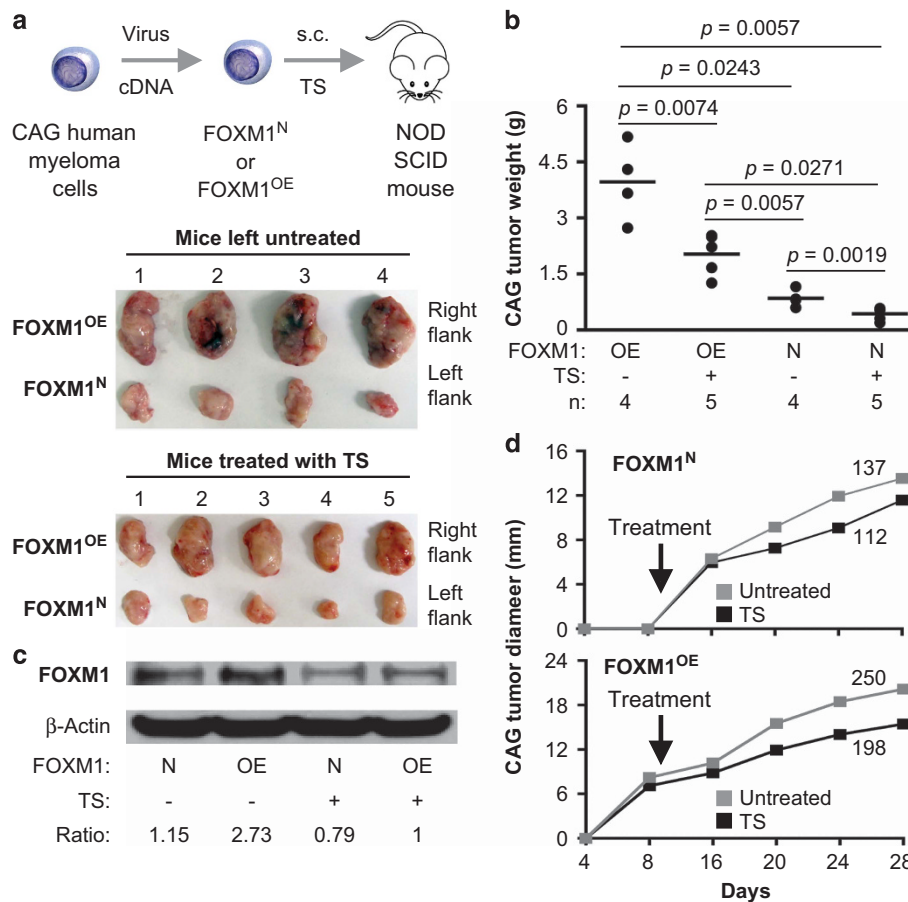 a
Virus
s.c.
cDNA
TS
CAG human
myeloma
cells
FOXM1ᴺ
or
FOXM1ᴼᴱ
NOD
SCID
mouse
Mice left untreated
1 2 3 4
FOXM1ᴼᴱ
Right
flank
FOXM1ᴺ
Left
flank
Mice treated with TS
1 2 3 4 5
FOXM1ᴼᴱ
Right
flank
FOXM1ᴺ
Left
flank
b
p = 0.0057
p = 0.0243
p = 0.0074
p = 0.0271
p = 0.0057
p = 0.0019
CAG tumor weight (g)
6
4.5
3
1.5
0
FOXM1: OE OE N N
TS: - + - +
n: 4 5 4 5
c
FOXM1
β-Actin
FOXM1: N OE N OE
TS: - - + +
Ratio: 1.15 2.73 0.79 1
d
CAG tumor diameer (mm)
16
12
8
4
0
FOXM1ᴺ
Treatment
137
112
Untreated
TS
24
18
12
6
0
FOXM1ᴼᴱ
Treatment
250
198
Untreated
TS
4 8 16 20 24 28
Days